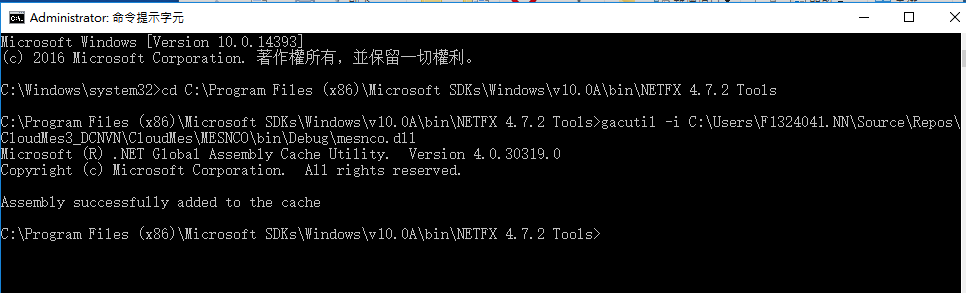 Administrator: 命令提示字元
Microsoft Windows [Version 10.0.14393]
(c) 2016 Microsoft Corporation. 著作權所有，並保留一切權利。
C:\Windows\system32>cd C:\Program Files (x86)\Microsoft SDKs\Windows\v10.0A\bin\NETFX 4.7.2 Tools
C:\Program Files (x86)\Microsoft SDKs\Windows\v10.0A\bin\NETFX 4.7.2 Tools>gacutil -i C:\Users\F1324041.NN\Source\Repos\
CloudMes3_DCNVN\CloudMes\MESNCO\bin\Debug\mesnco.dll
Microsoft (R) .NET Global Assembly Cache Utility.  Version 4.0.30319.0
Copyright (c) Microsoft Corporation.  All rights reserved.
Assembly successfully added to the cache
C:\Program Files (x86)\Microsoft SDKs\Windows\v10.0A\bin\NETFX 4.7.2 Tools>